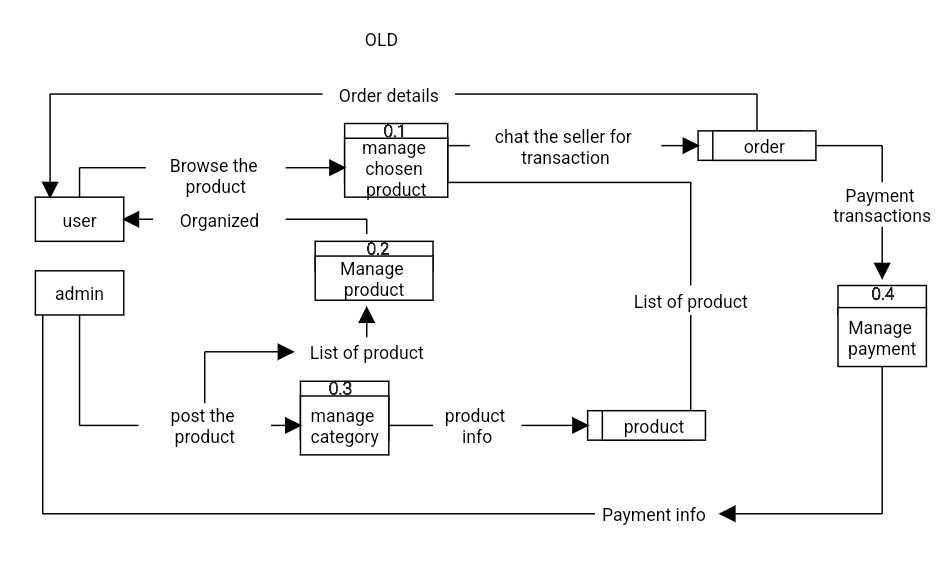 OLD
Order details
0.1
manage
chosen
product
chat the seller for
transaction
order
Browse the
product
Payment
transactions
user
Organized
0.2
Manage
product
admin
0.4
Manage
payment
List of product
List of product
0.3
manage
category
post the
product
product
info
product
Payment info